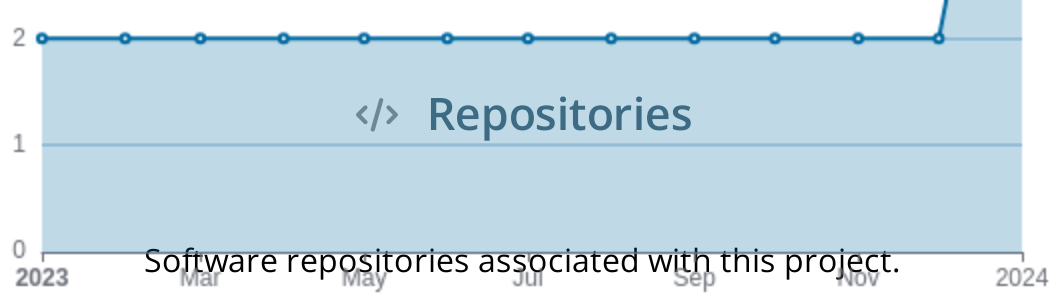 2
</> Repositories
1
0
Software repositories associated with this project.
2023 Mar May Jul Sep Nov 2024